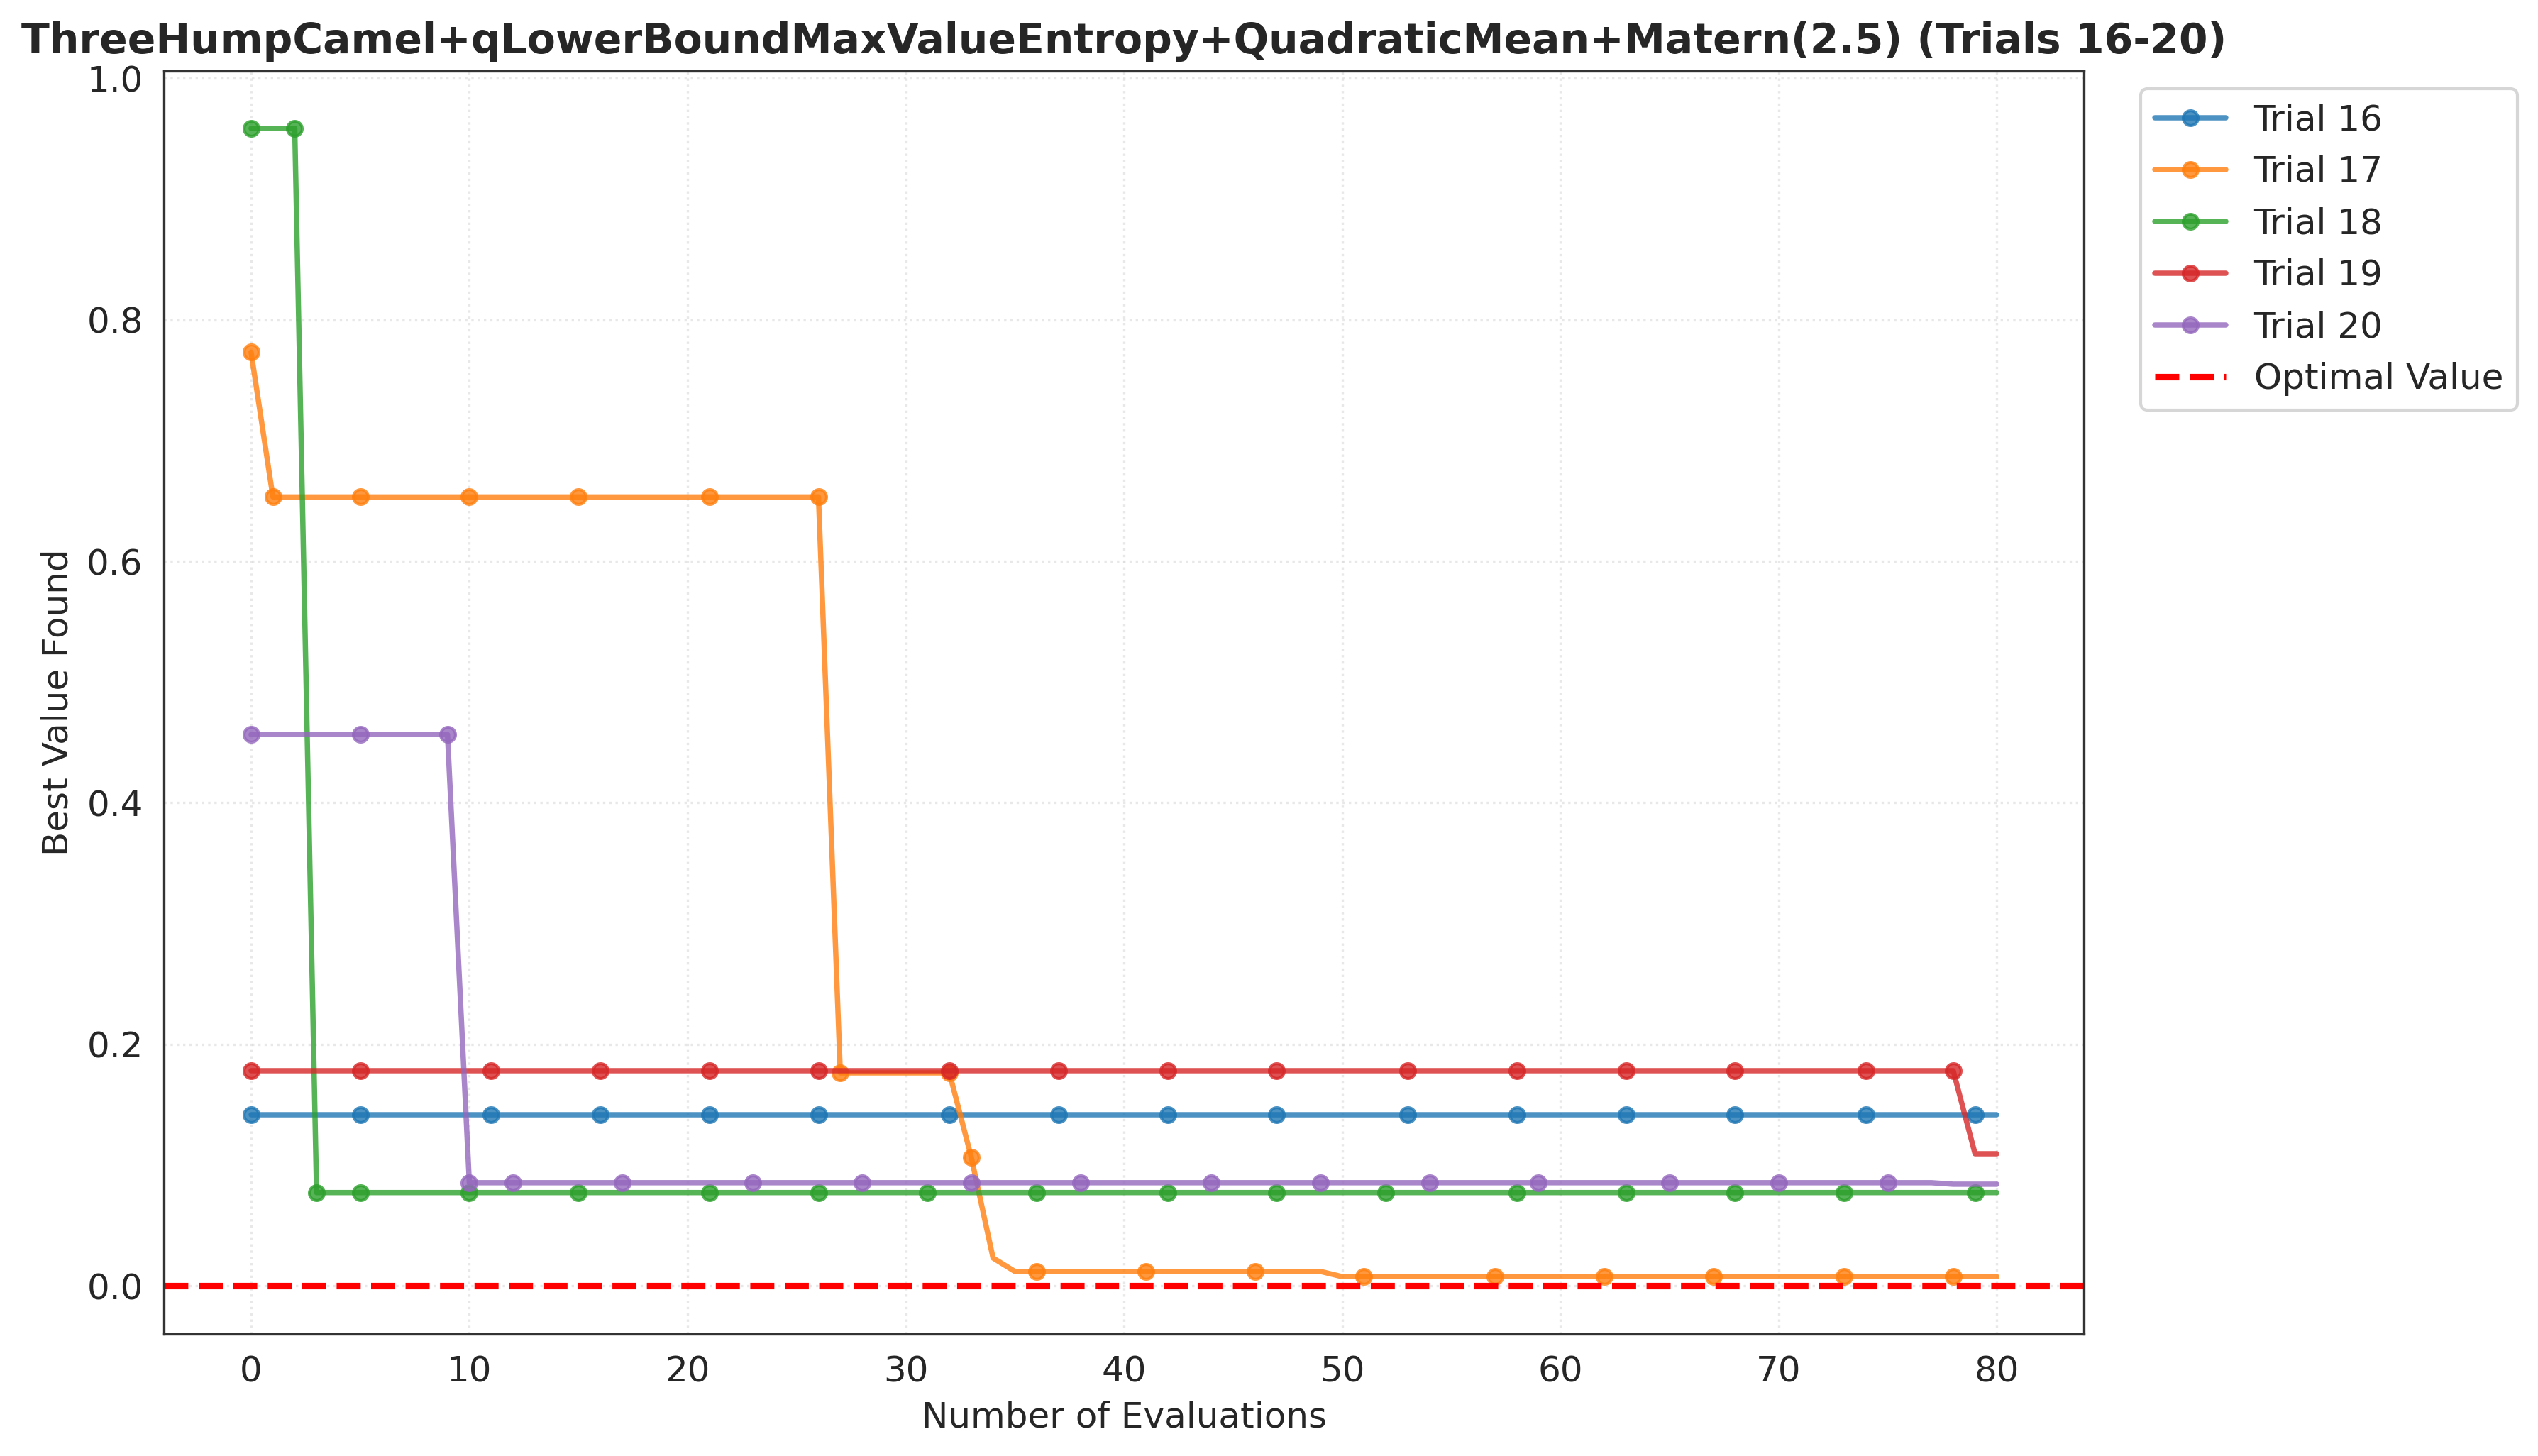 ThreeHumpCamel+qLowerBoundMaxValueEntropy+QuadraticMean+Matern(2.5) (Trials 16-20)
1.0
0.8
0.6
0.4
0.2
0.0
Best Value Found
0 10 20 30 40 50 60 70 80
Number of Evaluations
Trial 16
Trial 17
Trial 18
Trial 19
Trial 20
Optimal Value